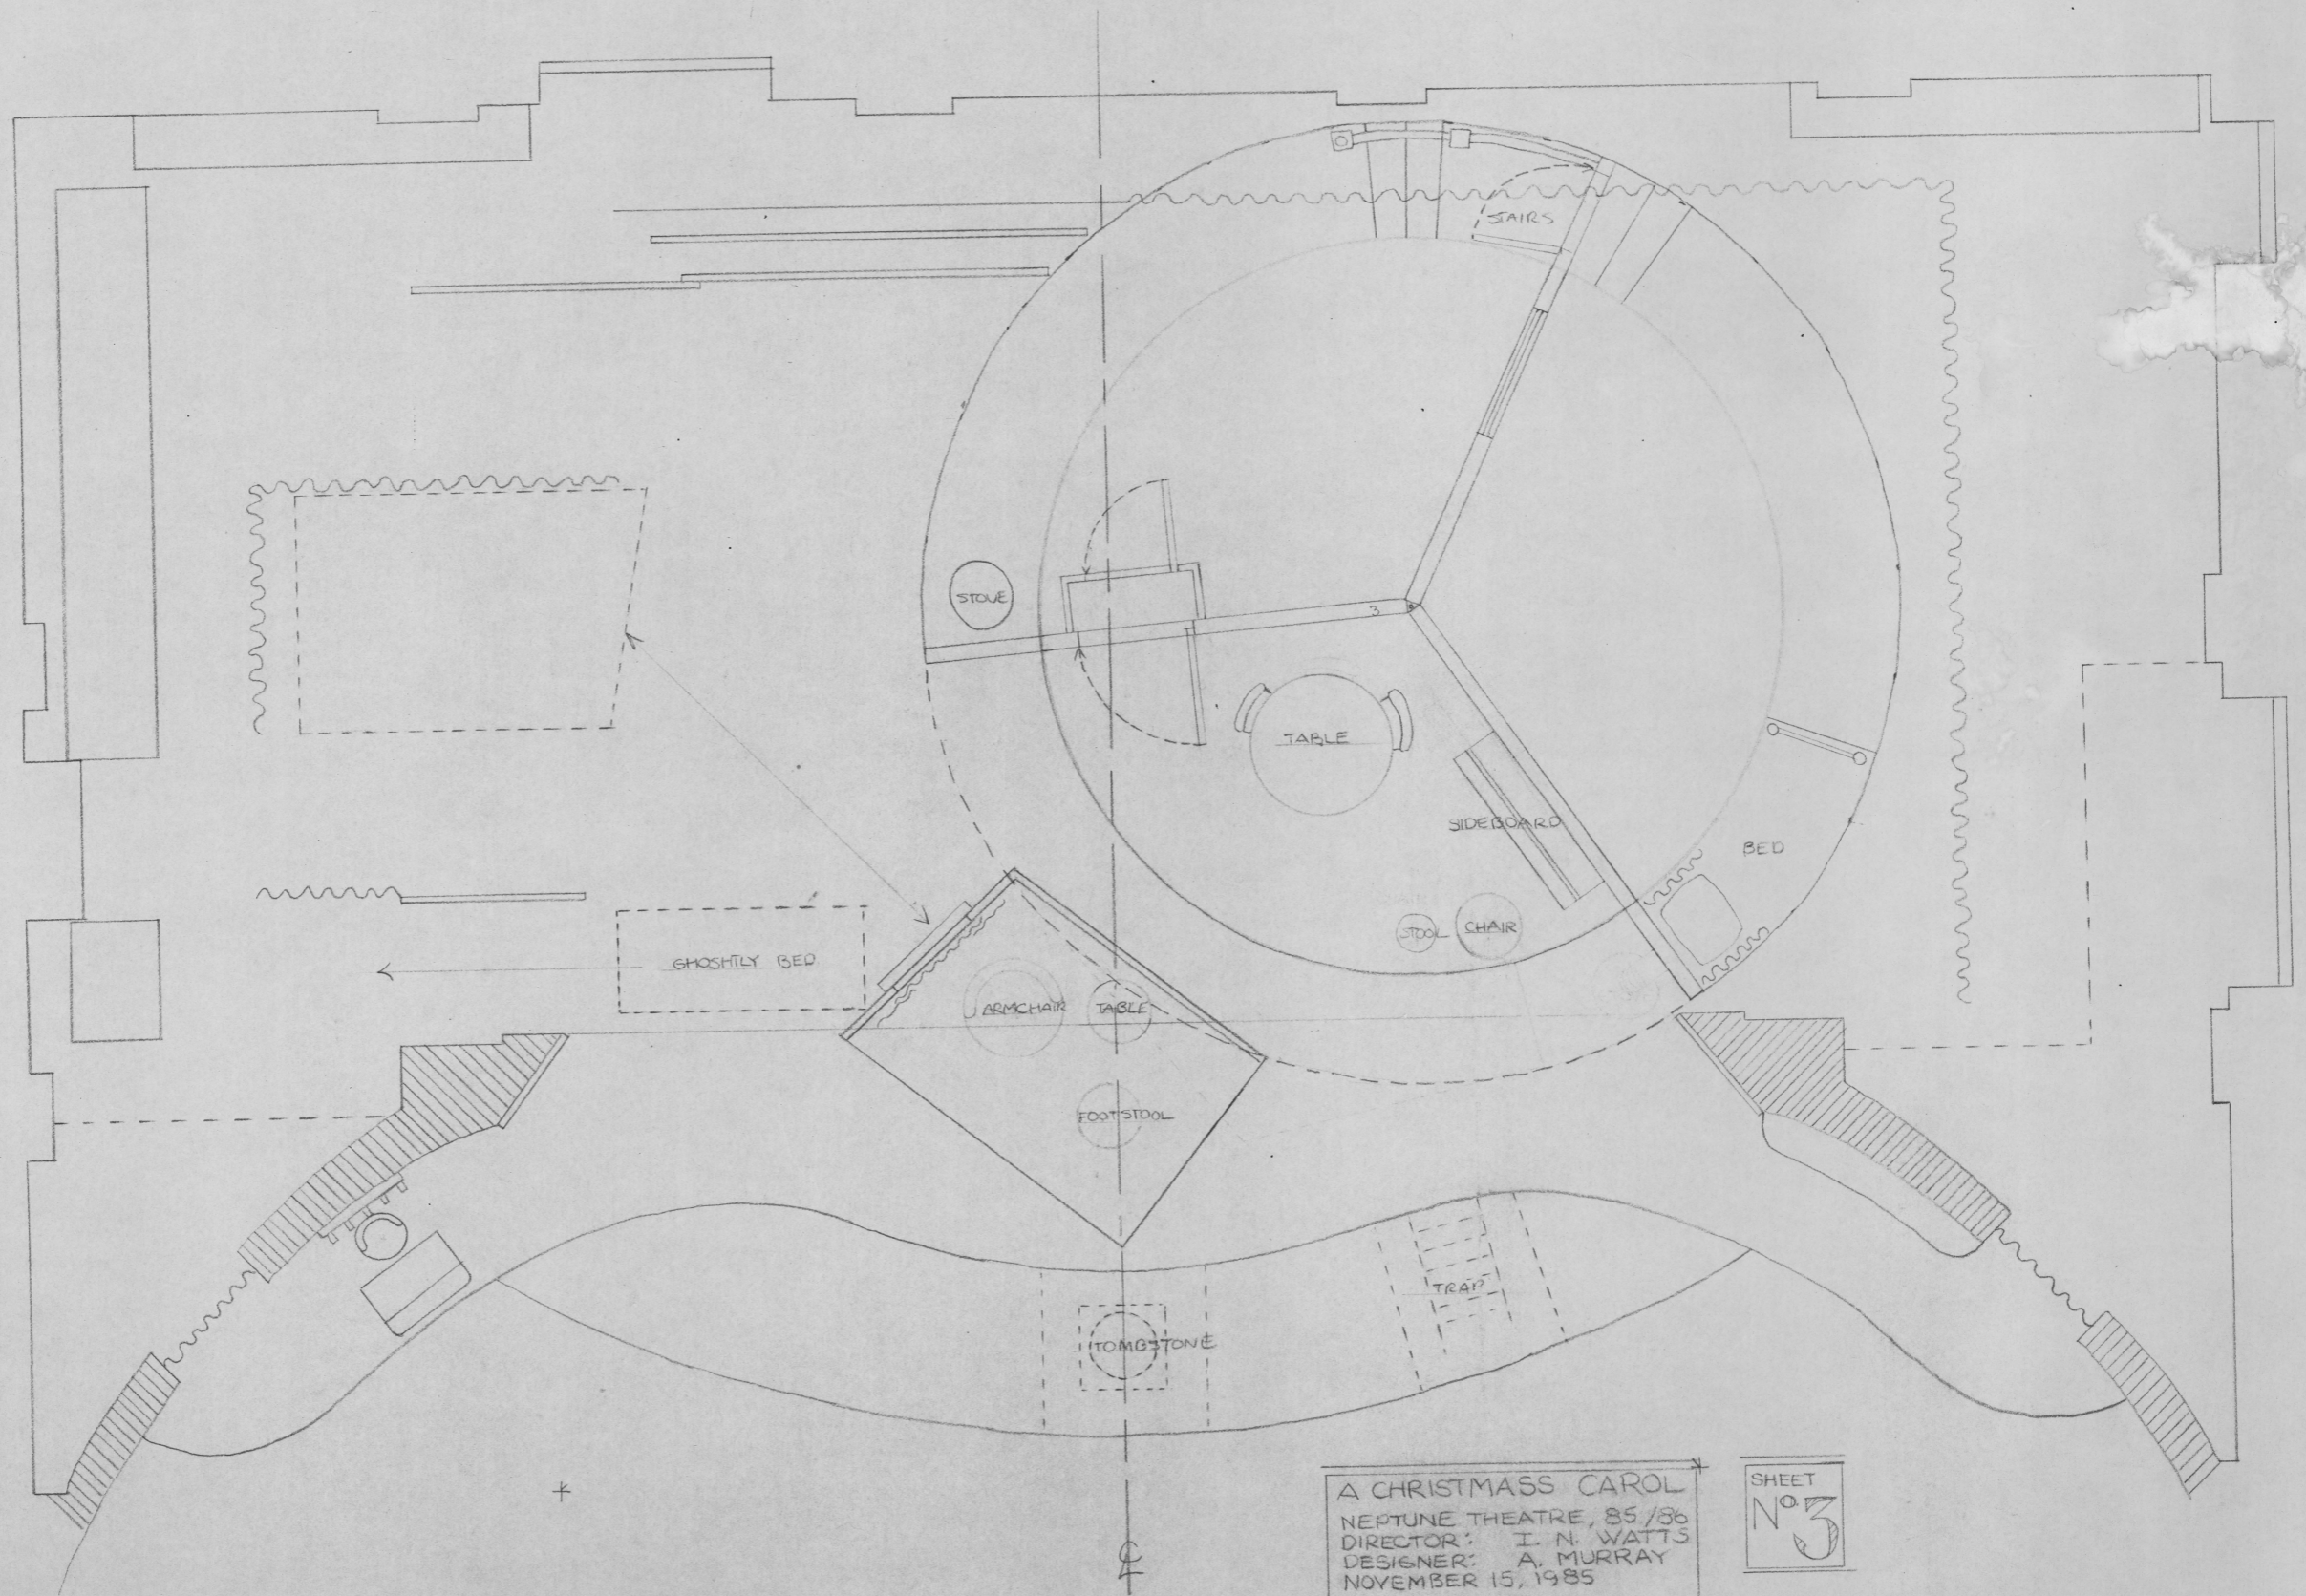 STAIRS
STOVE
3
TABLE
SIDEBOARD
BED
STOOL
CHAIR
GHOSHTLY BED
ARMCHAIR
TABLE
FOOTSTOOL
TRAP
TOMBSTONE
A CHRISTMASS CAROL
NEPTUNE THEATRE, 85/86
DIRECTOR: I. N. WATTS
DESIGNER: A. MURRAY
NOVEMBER 15, 1985
SHEET
Nº 3
℄